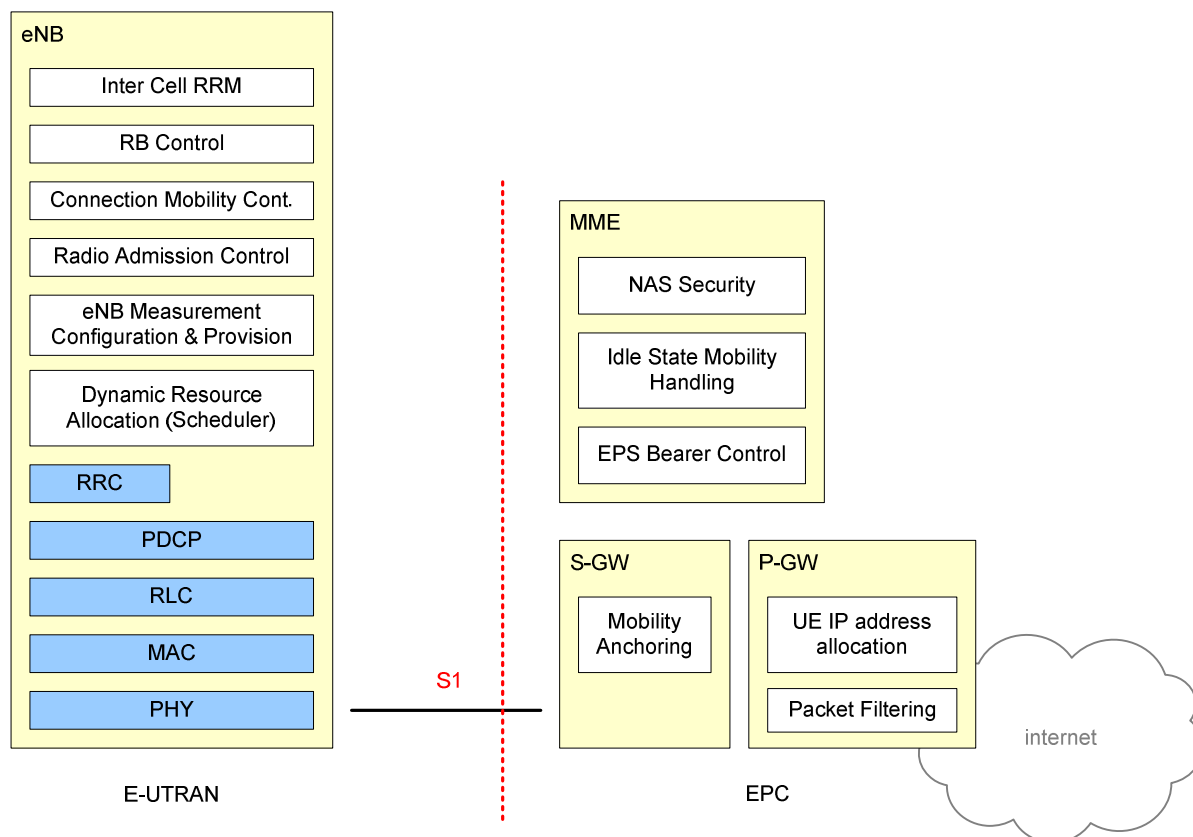 eNB
Inter Cell RRM
RB Control
Connection Mobility Cont.
Radio Admission Control
eNB Measurement
Configuration & Provision
Dynamic Resource
Allocation (Scheduler)
RRC
PDCP
RLC
MAC
PHY
S1
MME
NAS Security
Idle State Mobility
Handling
EPS Bearer Control
S-GW
Mobility
Anchoring
P-GW
UE IP address
allocation
Packet Filtering
internet
E-UTRAN
EPC